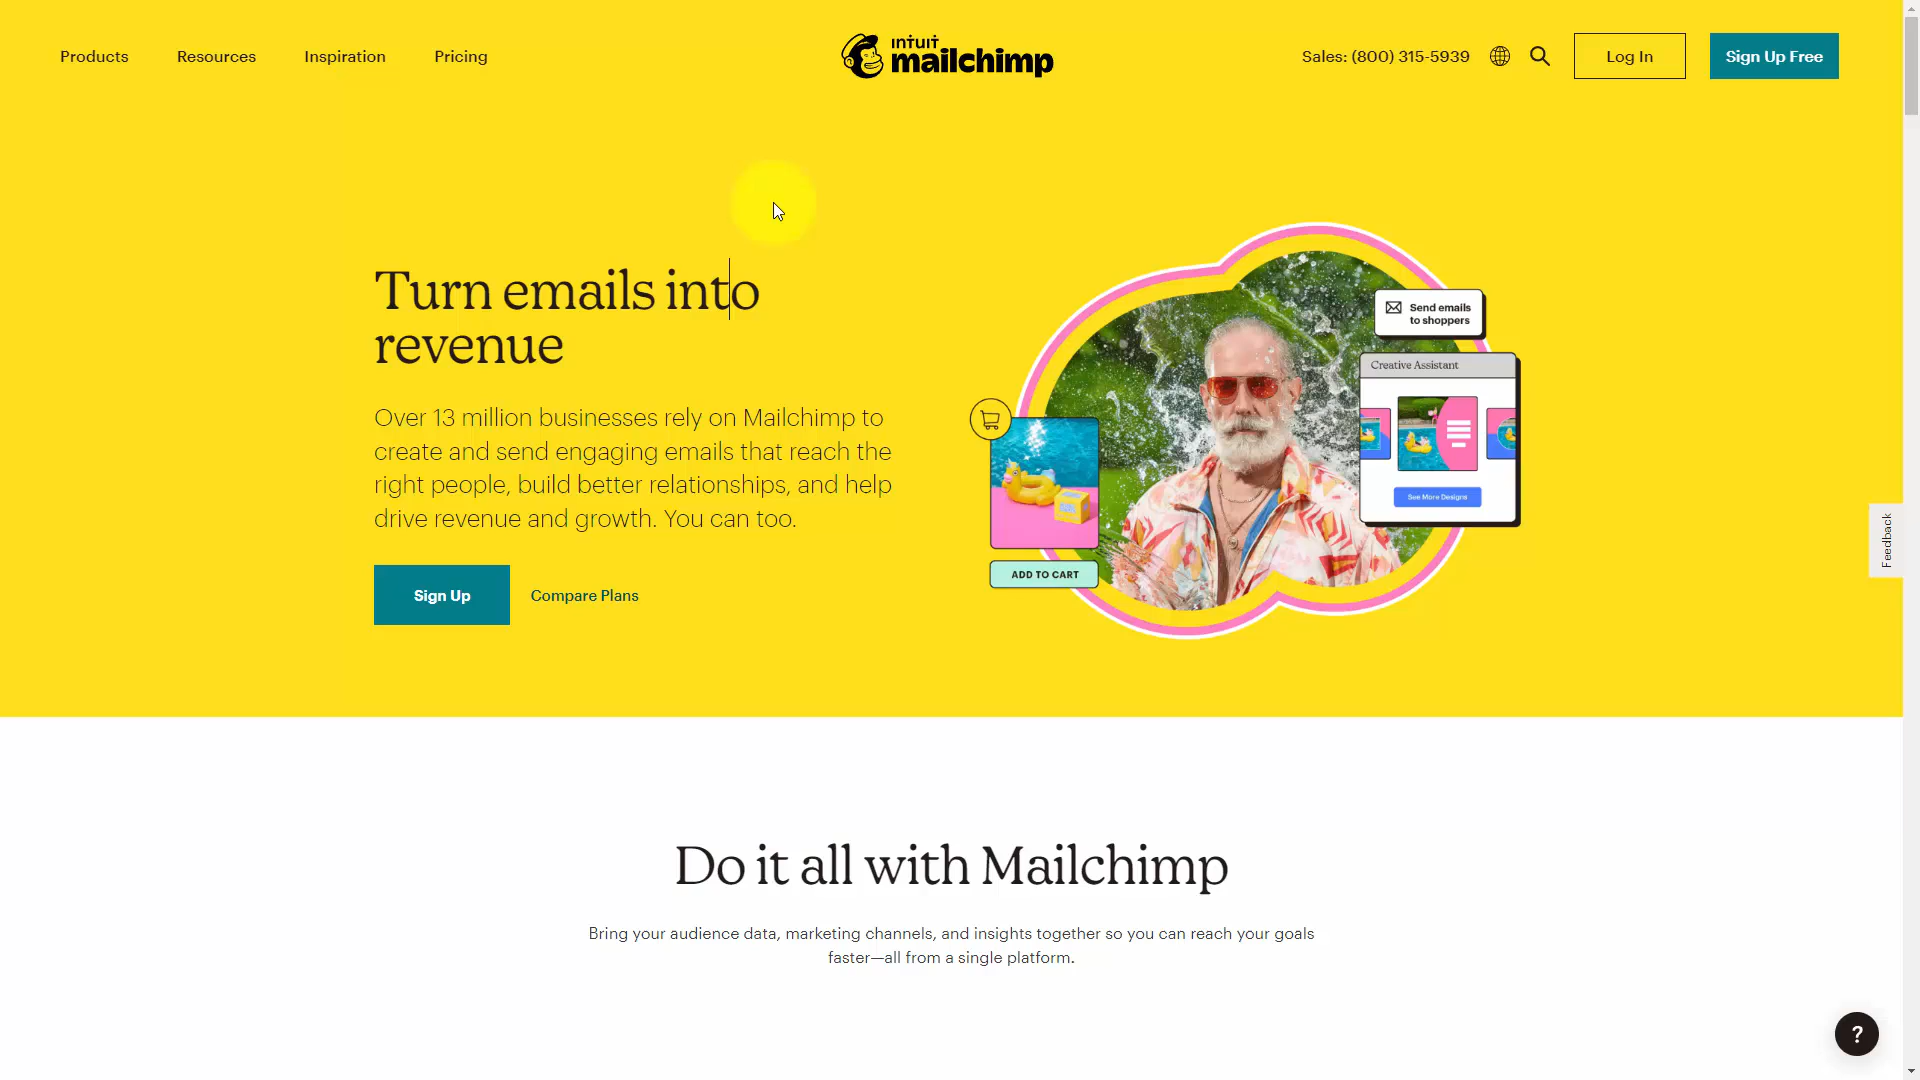 Products
Resources
Inspiration
Pricing
INTUIT
mailchimp
Sales: (800) 315-5939
Log In
Sign Up Free
Turn emails into
revenue
Over 13 million businesses rely on Mailchimp to
create and send engaging emails that reach the
right people, build better relationships, and help
drive revenue and growth. You can too.
Sign Up
Compare Plans
Send emails
to shoppers
Creative Assistant
See More Designs
ADD TO CART
Feedback
Do it all with Mailchimp
Bring your audience data, marketing channels, and insights together so you can reach your goals
faster—all from a single platform.
?